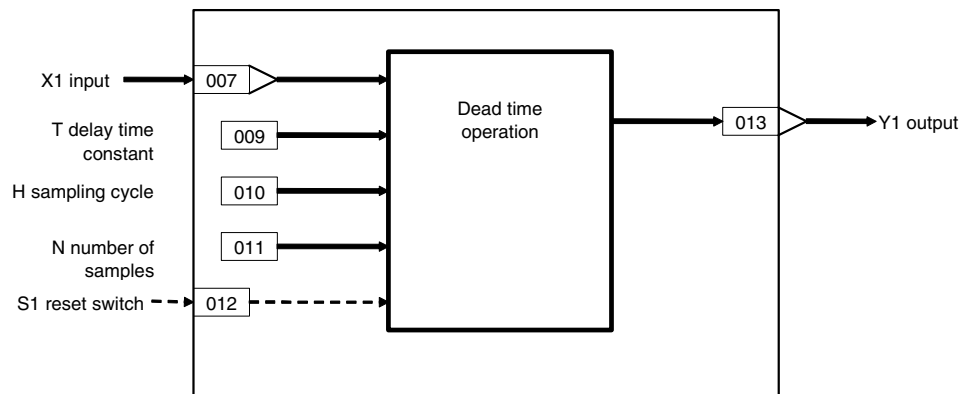 X1 input
007
T delay time
constant
009
H sampling cycle
010
N number of
samples
011
S1 reset switch
012
Dead time
operation
013
Y1 output